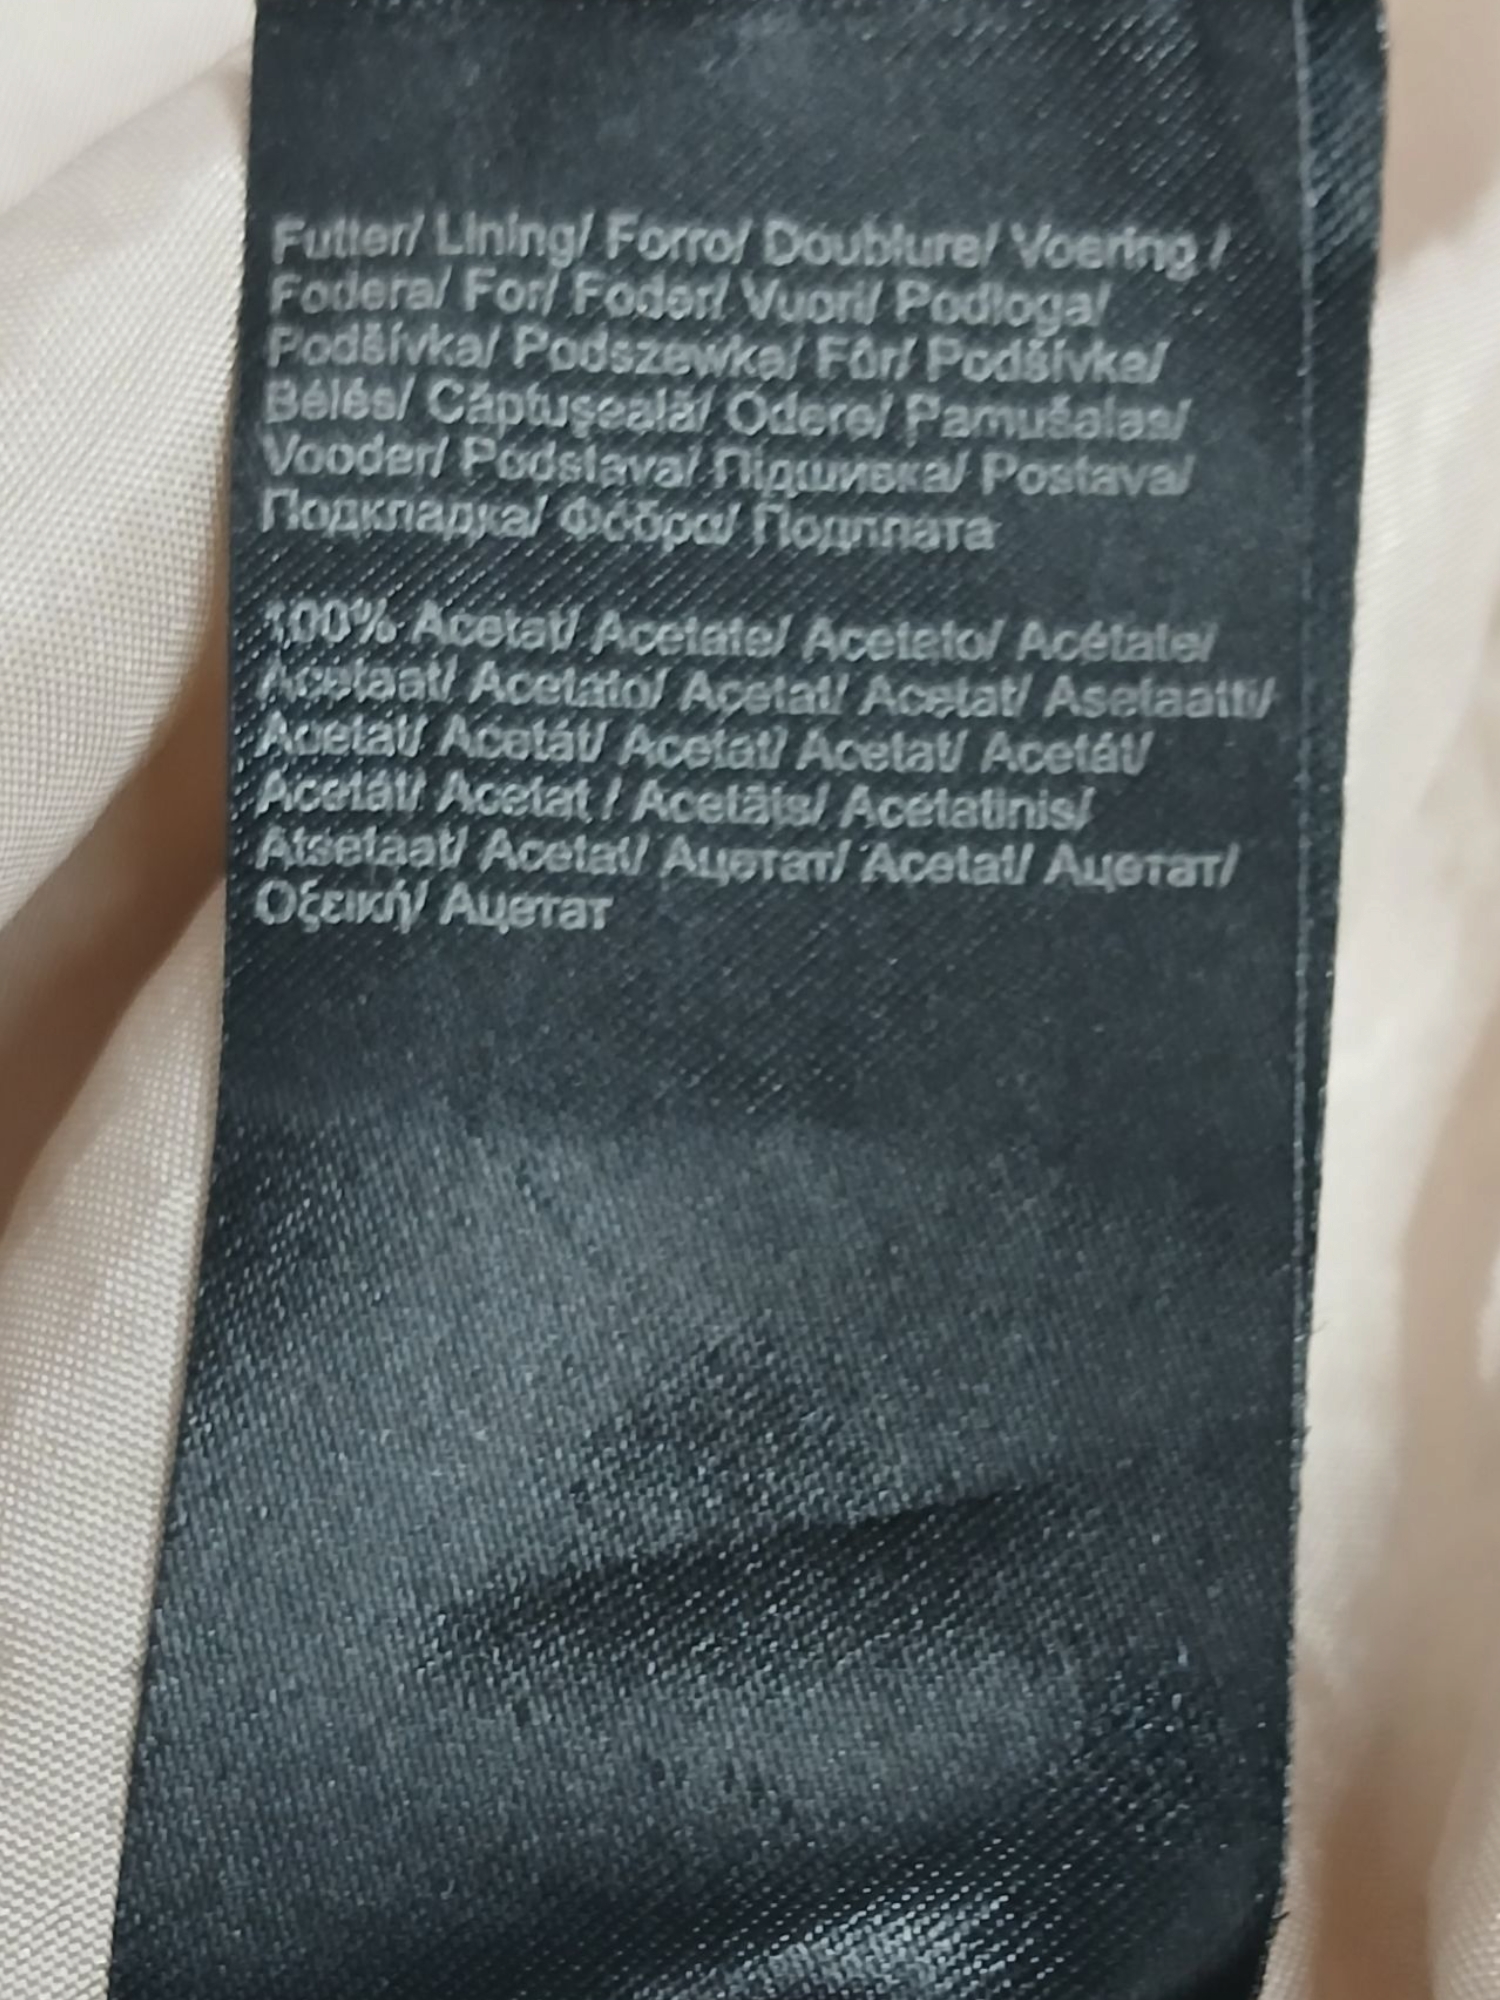 Futter/ Lining/ Forro/ Doublure/ Voering /
Fodera/ For/ Foder/ Vuori/ Podloga/
Podšívka/ Podszewka/ Fôr/ Podšívka/
Bélés/ Căptuşeală/ Odere/ Pamušalas/
Vooder/ Podstava/ Підшивка/ Postava/
Подкладка/ Φόδρα/ Подплата
100% Acetat/ Acetate/ Acetato/ Acétate/
Acetaat/ Acetato/ Acetat/ Acetat/ Asetaatti/
Acetat/ Acetát/ Acetat/ Acetat/ Acetát/
Acetát/ Acetat / Acetāts/ Acetatinis/
Atsetaat/ Acetat/ Ацетат/ Acetat/ Ацетат/
Οξεική/ Ацетат